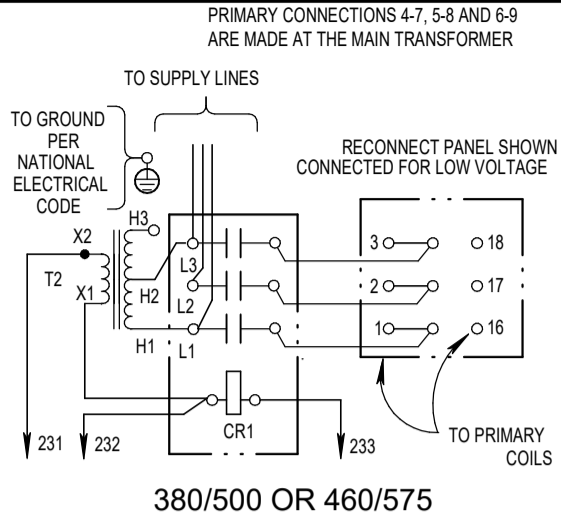 PRIMARY CONNECTIONS 4-7, 5-8 AND 6-9
ARE MADE AT THE MAIN TRANSFORMER
TO SUPPLY LINES
TO GROUND
PER
NATIONAL
ELECTRICAL
CODE
RECONNECT PANEL SHOWN
CONNECTED FOR LOW VOLTAGE
H3
X2
L3
3
18
T2
X1
H2
L2
2
17
H1
L1
1
16
CR1
231
232
233
TO PRIMARY
COILS
380/500 OR 460/575